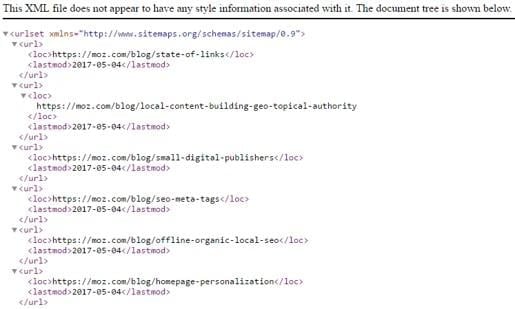 This XML file does not appear to have any style information associated with it. The document tree is shown below.
▼<urlset xmlns="http://www.sitemaps.org/schemas/sitemap/0.9">
▼<url>
<loc>https://moz.com/blog/state-of-links</loc>
<lastmod>2017-05-04</lastmod>
</url>
▼<url>
▼<loc>
https://moz.com/blog/local-content-building-geo-topical-authority
</loc>
<lastmod>2017-05-04</lastmod>
</url>
▼<url>
<loc>https://moz.com/blog/small-digital-publishers</loc>
<lastmod>2017-05-04</lastmod>
</url>
▼<url>
<loc>https://moz.com/blog/seo-meta-tags</loc>
<lastmod>2017-05-04</lastmod>
</url>
▼<url>
<loc>https://moz.com/blog/offline-organic-local-seo</loc>
<lastmod>2017-05-04</lastmod>
</url>
▼<url>
<loc>https://moz.com/blog/homepage-personalization</loc>
<lastmod>2017-05-04</lastmod>
</url>